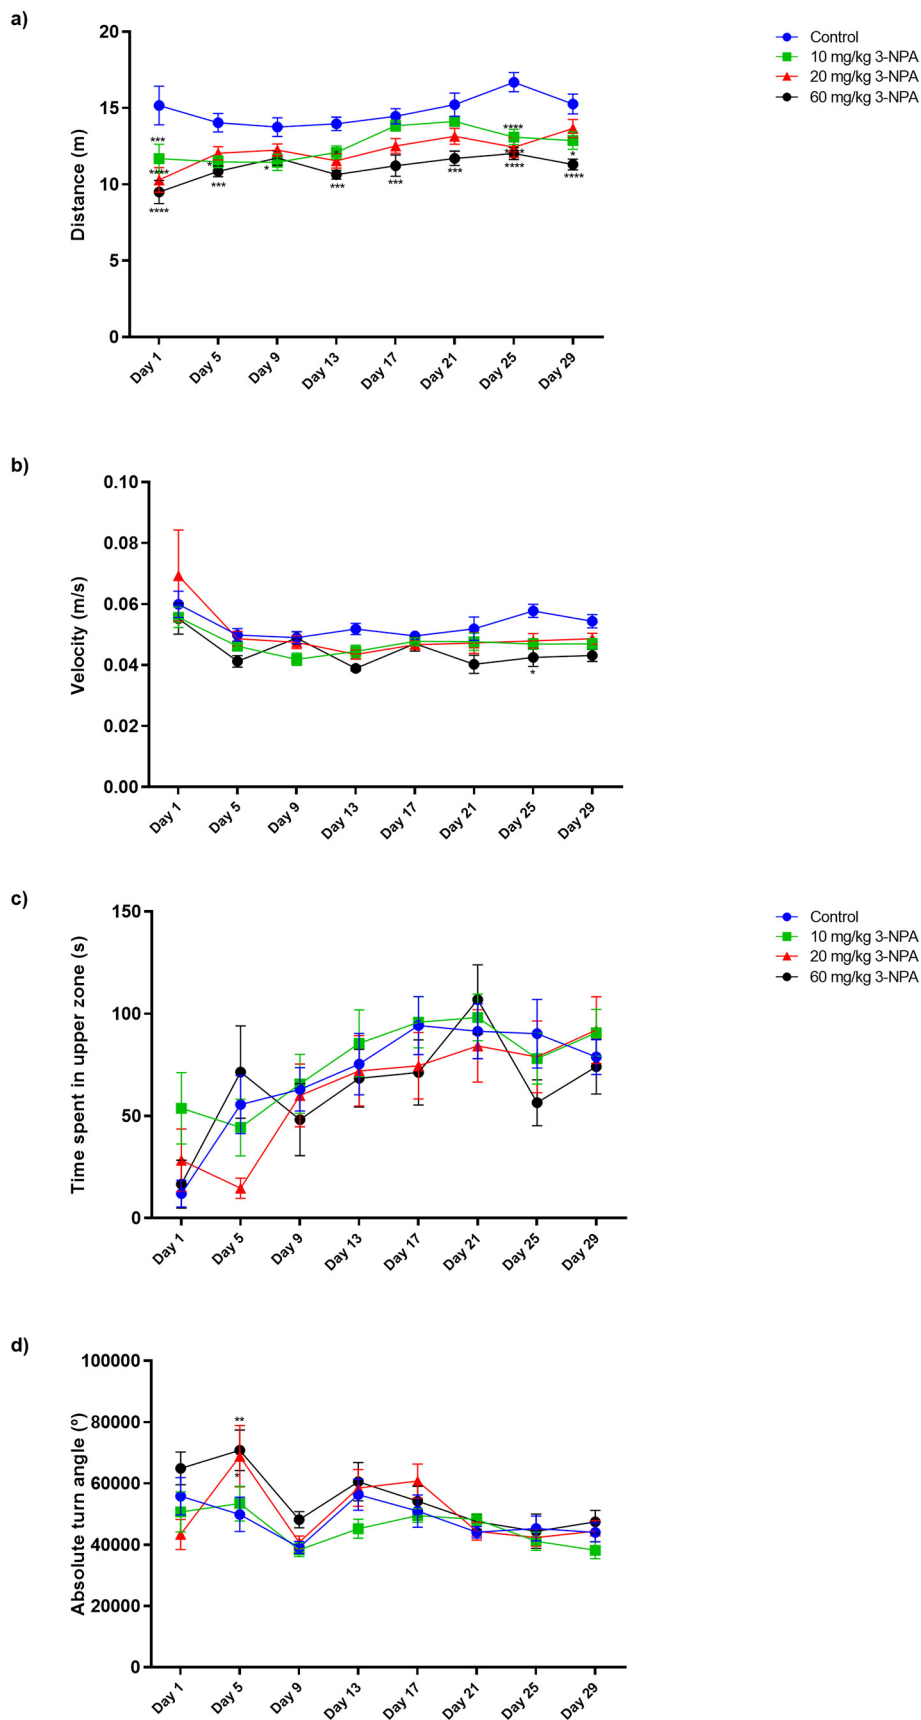 a)
Distance (m)
20
15
10
5
0
***
****
****
*
***
*
*
***
***
***
****
****
****
*
****
Day 1
Day 5
Day 9
Day 13
Day 17
Day 21
Day 25
Day 29
Control
10 mg/kg 3-NPA
20 mg/kg 3-NPA
60 mg/kg 3-NPA
b)
Velocity (m/s)
0.10
0.08
0.06
0.04
0.02
0.00
*
Day 1
Day 5
Day 9
Day 13
Day 17
Day 21
Day 25
Day 29
c)
Time spent in upper zone (s)
150
100
50
0
Day 1
Day 5
Day 9
Day 13
Day 17
Day 21
Day 25
Day 29
Control
10 mg/kg 3-NPA
20 mg/kg 3-NPA
60 mg/kg 3-NPA
d)
Absolute turn angle (º)
100000
80000
60000
40000
20000
0
**
*
Day 1
Day 5
Day 9
Day 13
Day 17
Day 21
Day 25
Day 29